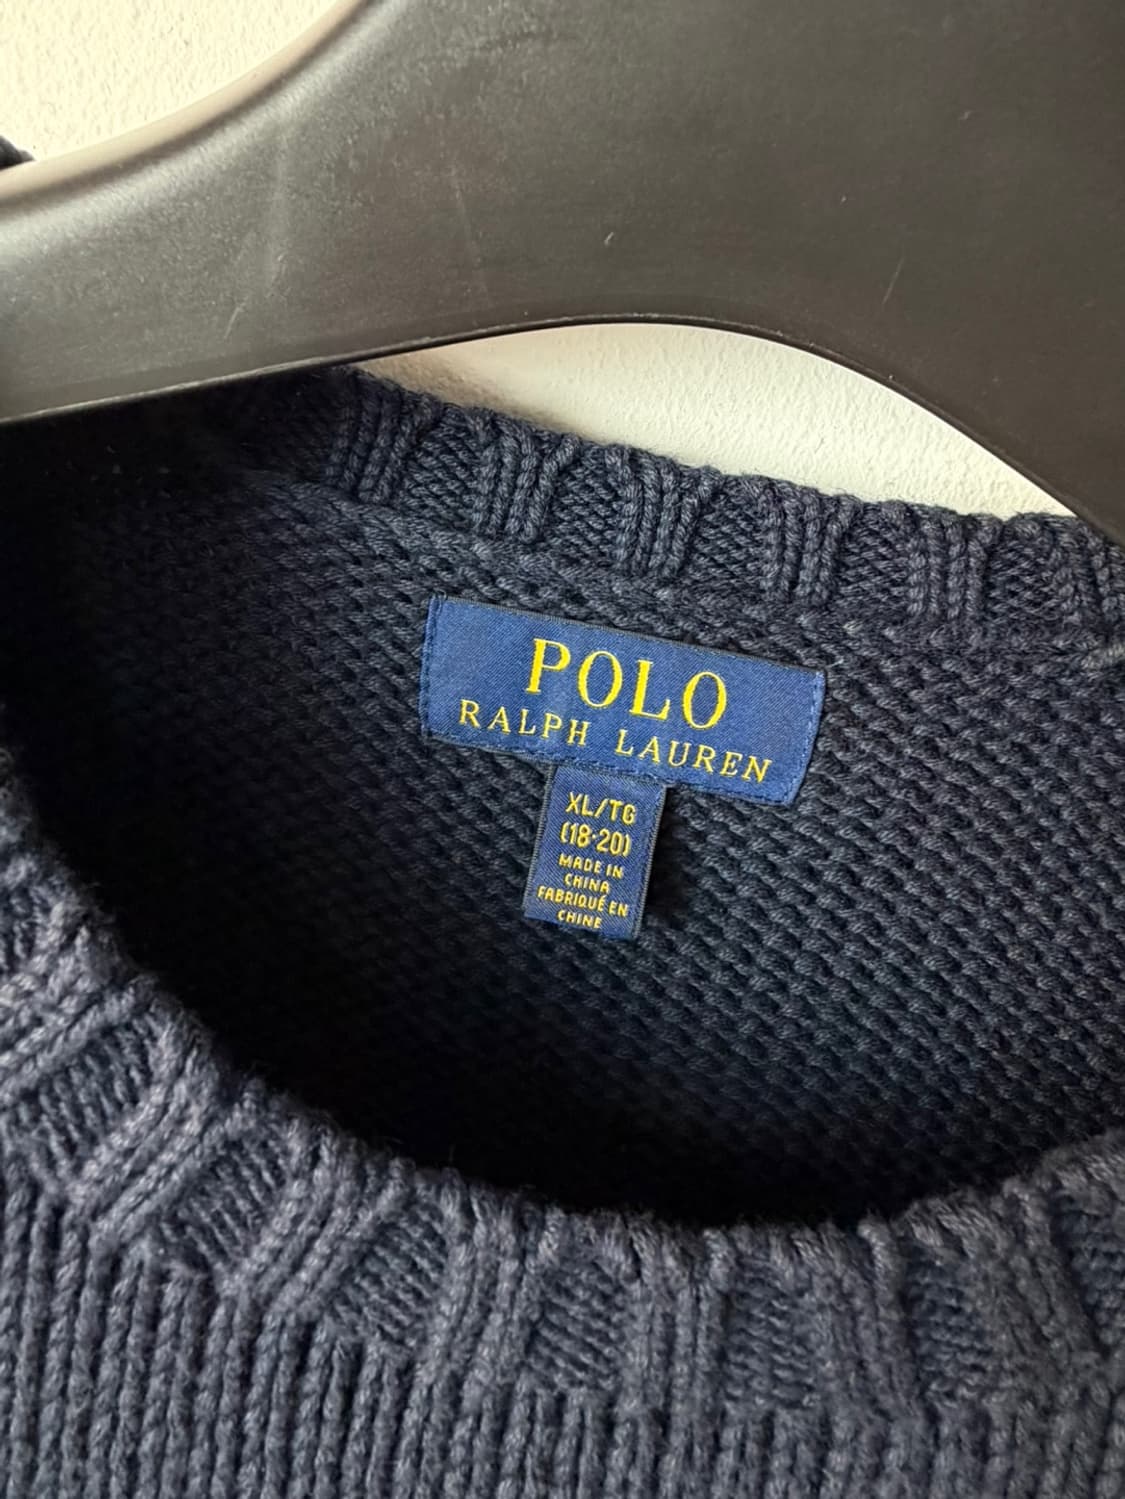 POLO
RALPH LAUREN
XL/TG
(18-20)
MADE IN
CHINA
FABRIQUÉ EN
CHINE